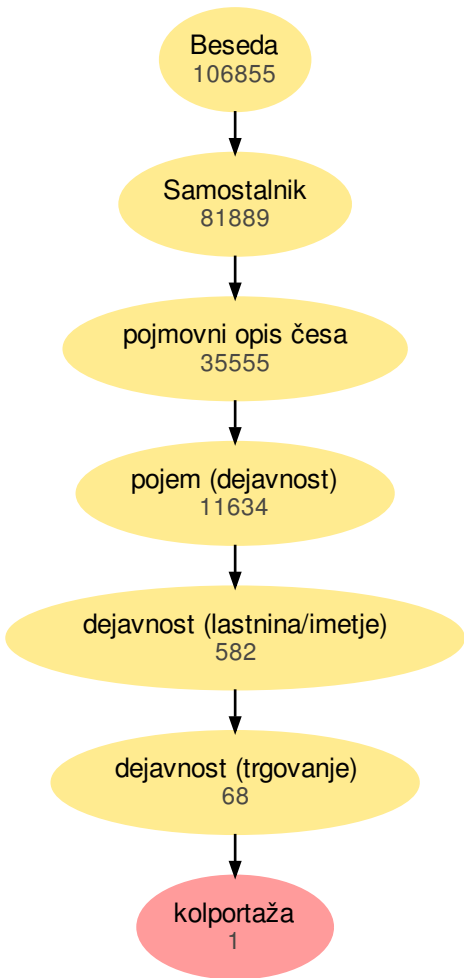 Beseda
106855
Samostalnik
81889
pojmovni opis česa
35555
pojem (dejavnost)
11634
dejavnost (lastnina/imetje)
582
dejavnost (trgovanje)
68
kolportaža
1